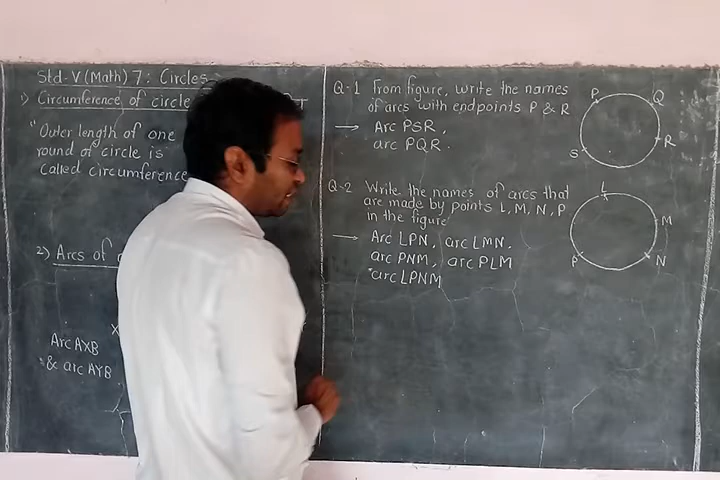 Std-V (Math) 7: Circles
1) Circumference of circle
"Outer length of one
round of circle is
called circumference
2) Arcs of
X
Arc AXB
& arc AYB
Q-1 From figure, write the names
of arcs with endpoints P & R
→ Arc PSR,
arc PQR.
P
Q
S
R
Q-2 Write the names of arcs that
are made by points L, M, N, P
in the figure
→ Arc LPN, arc LMN.
arc PNM, arc PLM
arc LPNM
L
M
P
N